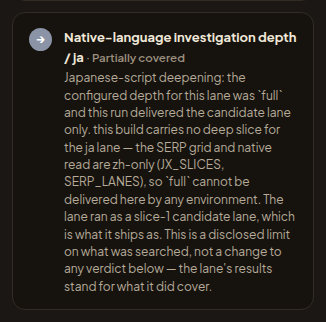 Native-language investigation depth
/ ja · Partially covered
Japanese-script deepening: the
configured depth for this lane was `full`
and this run delivered the candidate lane
only. this build carries no deep slice for
the ja lane — the SERP grid and native
read are zh-only (JX_SLICES,
SERP_LANES), so `full` cannot be
delivered here by any environment. The
lane ran as a slice-1 candidate lane, which
is what it ships as. This is a disclosed limit
on what was searched, not a change to
any verdict below — the lane's results
stand for what it did cover.